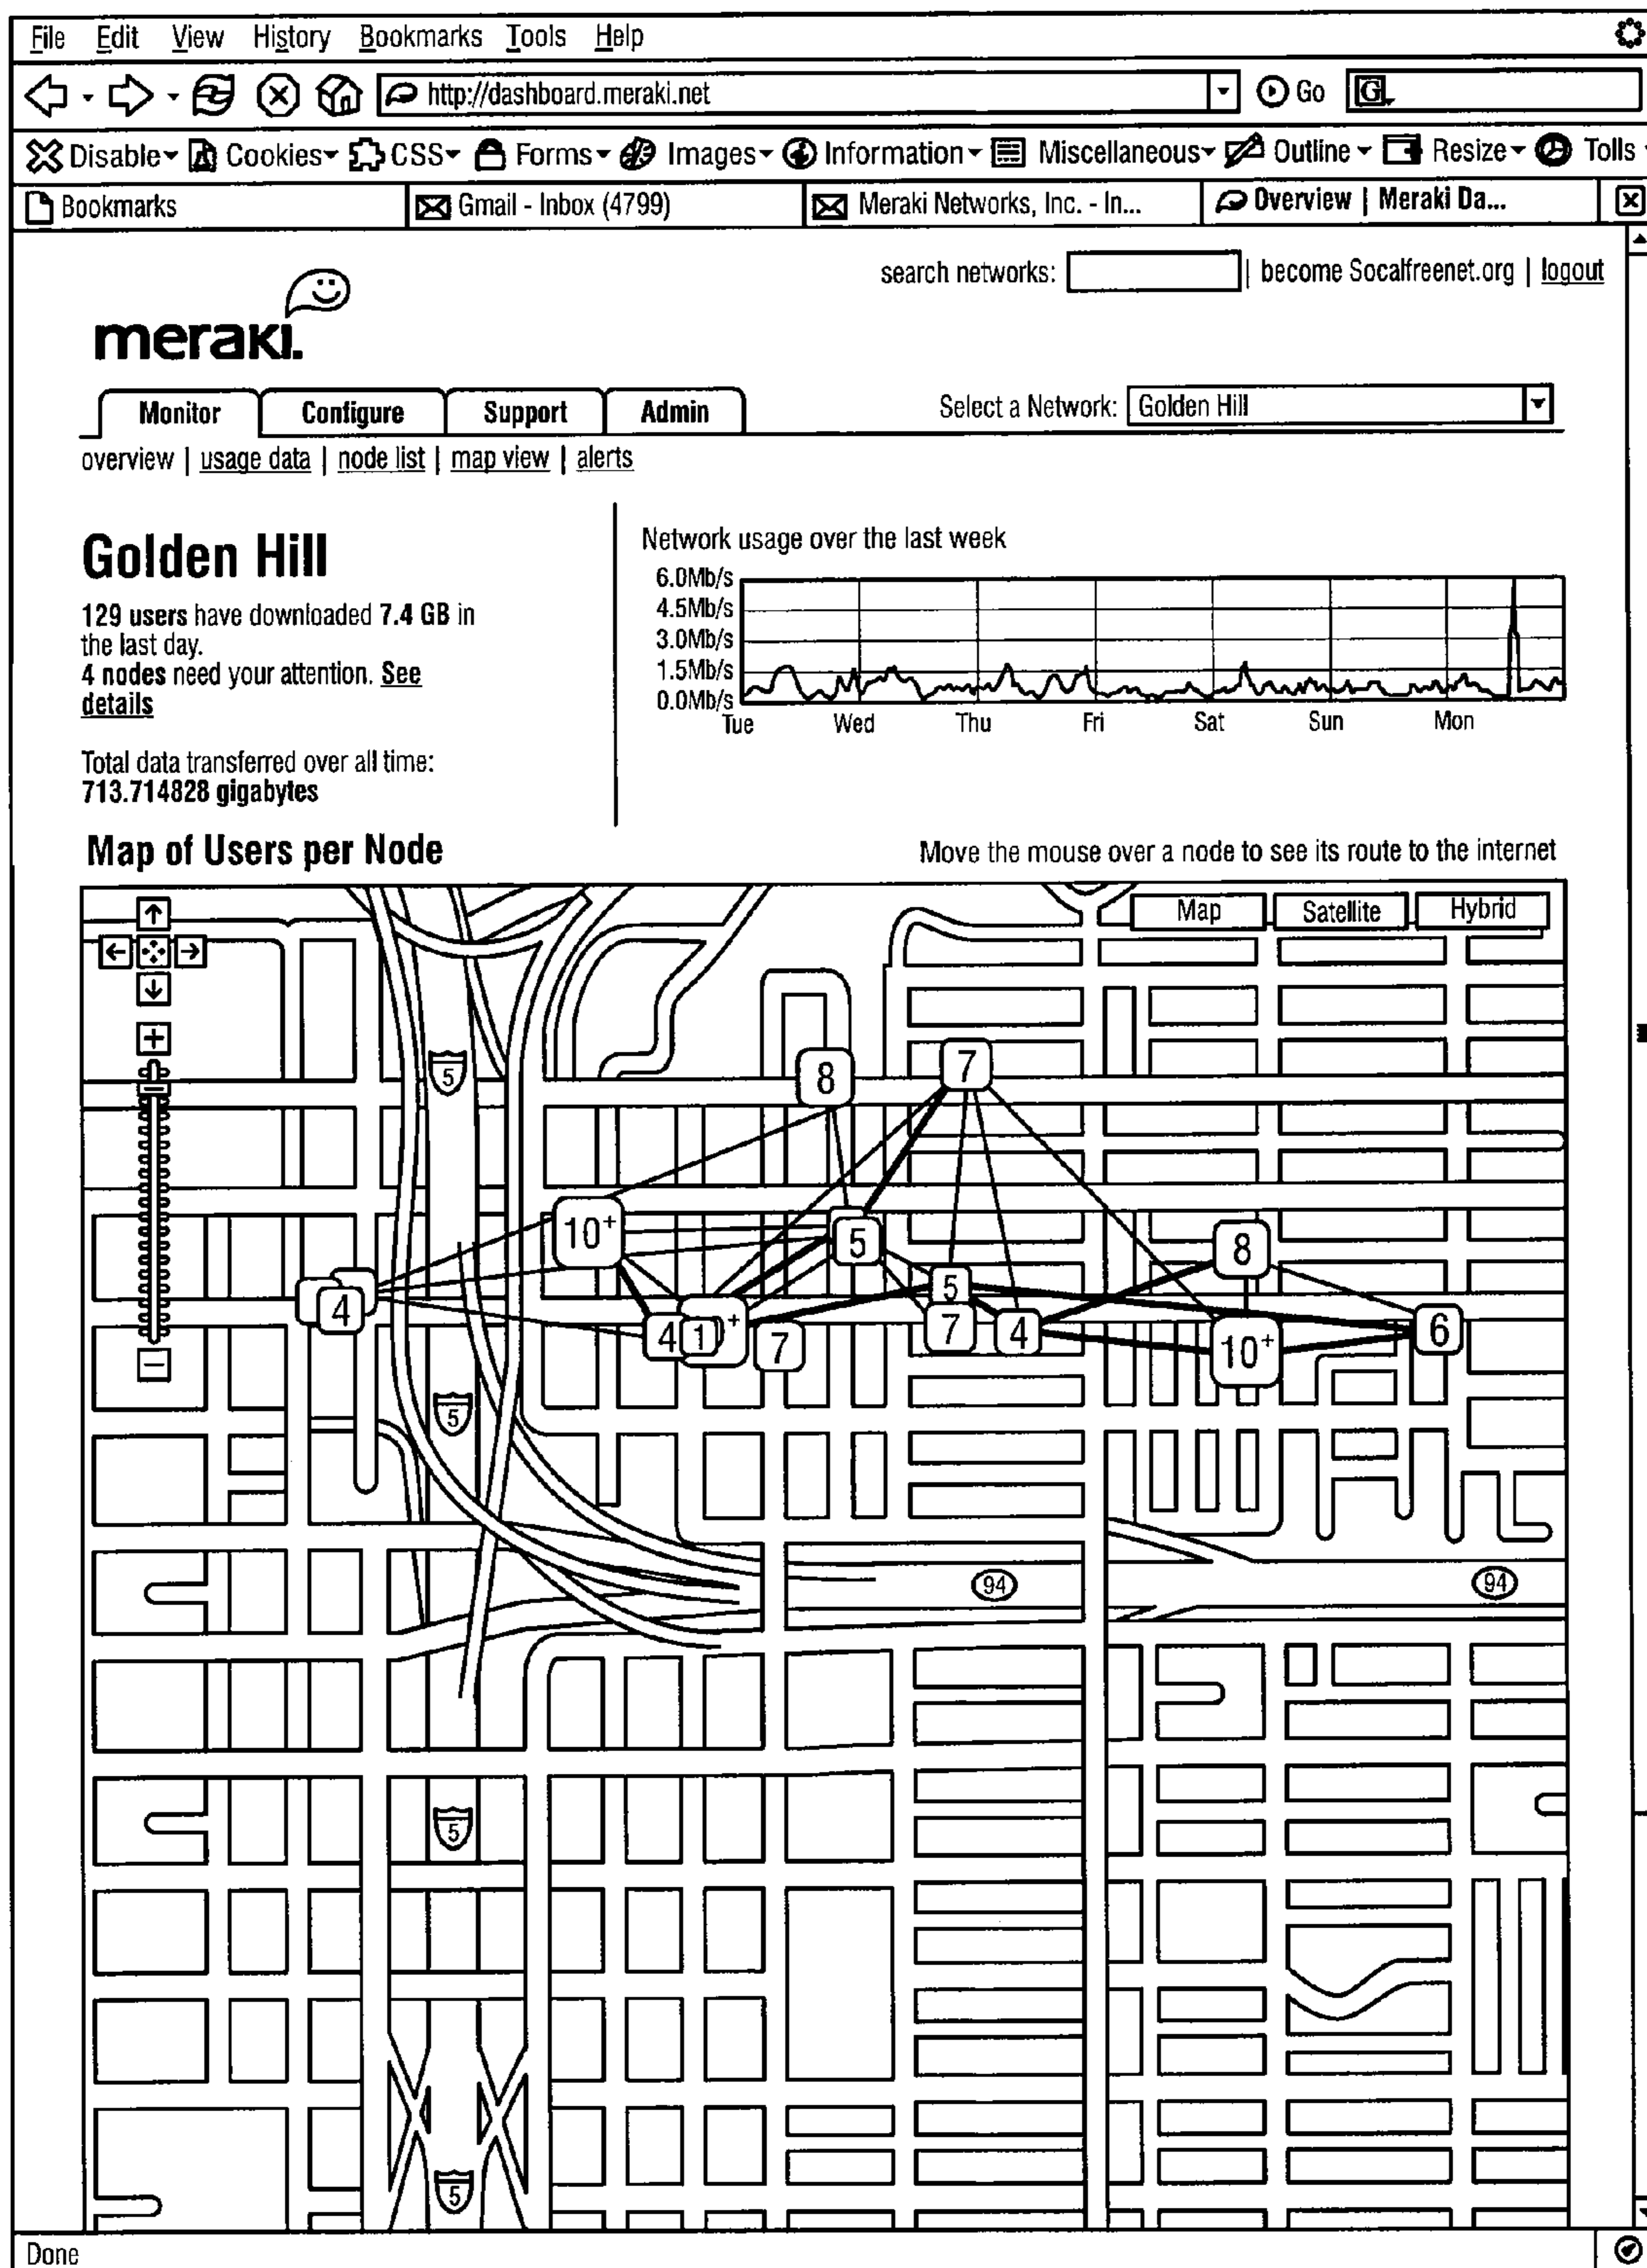 File Edit View History Bookmarks Tools Help
http://dashboard.meraki.net Go G
Disable Cookies CSS Forms Images Information Miscellaneous Outline Resize Tolls
Bookmarks Gmail - Inbox (4799) Meraki Networks, Inc. - In... Overview | Meraki Da...
search networks: | become Socalfreenet.org | logout
meraki.
Monitor Configure Support Admin Select a Network: Golden Hill
overview | usage data | node list | map view | alerts
Golden Hill
129 users have downloaded 7.4 GB in
the last day.
4 nodes need your attention. See
details
Total data transferred over all time:
713.714828 gigabytes
Network usage over the last week
6.0Mb/s
4.5Mb/s
3.0Mb/s
1.5Mb/s
0.0Mb/s
Tue Wed Thu Fri Sat Sun Mon
Map of Users per Node Move the mouse over a node to see its route to the internet
Map Satellite Hybrid
5
8 7
10+ 5 8
4 5
4 1 + 7 7 4 10+ 6
5
94 94
5
5
Done